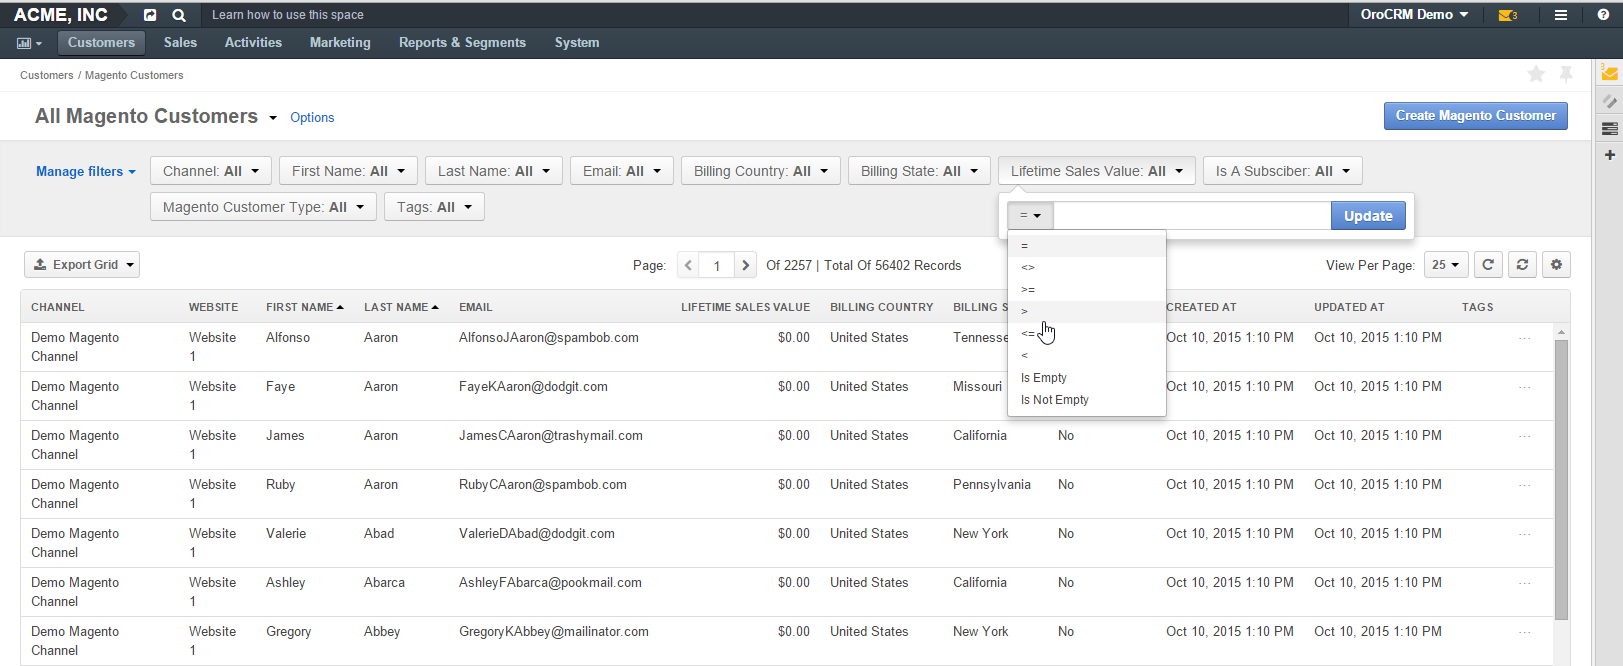 ACME, INC Learn how to use this space OroCRM Demo 3
Customers Sales Activities Marketing Reports & Segments System
Customers / Magento Customers
3
All Magento Customers Options Create Magento Customer
Manage filters Channel: All First Name: All Last Name: All Email: All Billing Country: All Billing State: All Lifetime Sales Value: All Is A Subsciber: All
Magento Customer Type: All Tags: All
= Update
=
<>
>=
>
<=
<
Is Empty
Is Not Empty
Export Grid Page: 1 Of 2257 | Total Of 56402 Records View Per Page: 25
CHANNEL WEBSITE FIRST NAME LAST NAME EMAIL LIFETIME SALES VALUE BILLING COUNTRY BILLING S CREATED AT UPDATED AT TAGS
Demo Magento Channel Website 1 Alfonso Aaron AlfonsoJAaron@spambob.com $0.00 United States Tennesse Oct 10, 2015 1:10 PM Oct 10, 2015 1:10 PM ...
Demo Magento Channel Website 1 Faye Aaron FayeKAaron@dodgit.com $0.00 United States Missouri Oct 10, 2015 1:10 PM Oct 10, 2015 1:10 PM ...
Demo Magento Channel Website 1 James Aaron JamesCAaron@trashymail.com $0.00 United States California No Oct 10, 2015 1:10 PM Oct 10, 2015 1:10 PM ...
Demo Magento Channel Website 1 Ruby Aaron RubyCAaron@spambob.com $0.00 United States Pennsylvania No Oct 10, 2015 1:10 PM Oct 10, 2015 1:10 PM ...
Demo Magento Channel Website 1 Valerie Abad ValerieDAbad@dodgit.com $0.00 United States New York No Oct 10, 2015 1:10 PM Oct 10, 2015 1:10 PM ...
Demo Magento Channel Website 1 Ashley Abarca AshleyFAbarca@pookmail.com $0.00 United States California No Oct 10, 2015 1:10 PM Oct 10, 2015 1:10 PM ...
Demo Magento Channel Website 1 Gregory Abbey GregoryKAbbey@mailinator.com $0.00 United States New York No Oct 10, 2015 1:10 PM Oct 10, 2015 1:10 PM ...